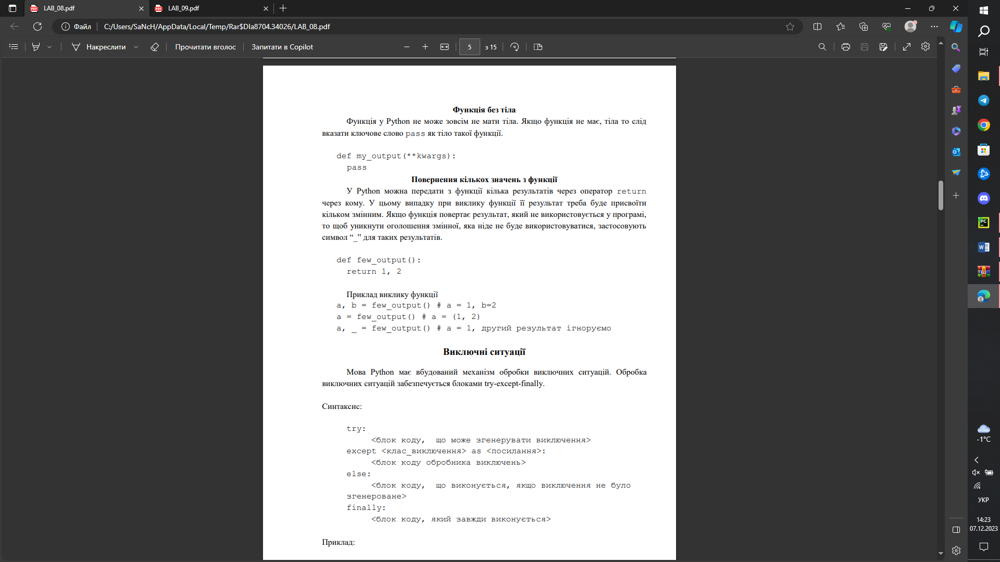 LAB_08.pdf
LAB_09.pdf
Файл
C:/Users/SaNcH/AppData/Local/Temp/Rar$DIa8704.34026/LAB_08.pdf
Накреслити
Прочитати вголос
Запитати в Copilot
5
з 15
Функція без тіла
Функція у Python не може зовсім не мати тіла. Якщо функція не має, тіла то слід
вказати ключове слово pass як тіло такої функції.
def my_output(**kwargs):
pass
Повернення кількох значень з функції
У Python можна передати з функції кілька результатів через оператор return
через кому. У цьому випадку при виклику функції її результат треба буде присвоїти
кільком змінним. Якщо функція повертає результат, який не використовується у програмі,
то щоб уникнути оголошення змінної, яка ніде не буде використовуватися, застосовують
символ “_” для таких результатів.
def few_output():
return 1, 2
Приклад виклику функції
a, b = few_output() # a = 1, b=2
a = few_output() # a = (1, 2)
a, _ = few_output() # a = 1, другий результат ігноруємо
Виключні ситуації
Мова Python має вбудований механізм обробки виключних ситуацій. Обробка
виключних ситуацій забезпечується блоками try-except-finally.
Синтаксис:
try:
<блок коду, що може згенерувати виключення>
except <клас_виключення> as <посилання>:
<блок коду обробника виключень>
else:
<блок коду, що виконується, якщо виключення не було
згенероване>
finally:
<блок коду, який завжди виконується>
Приклад:
-1°C
УКР
14:23
07.12.2023